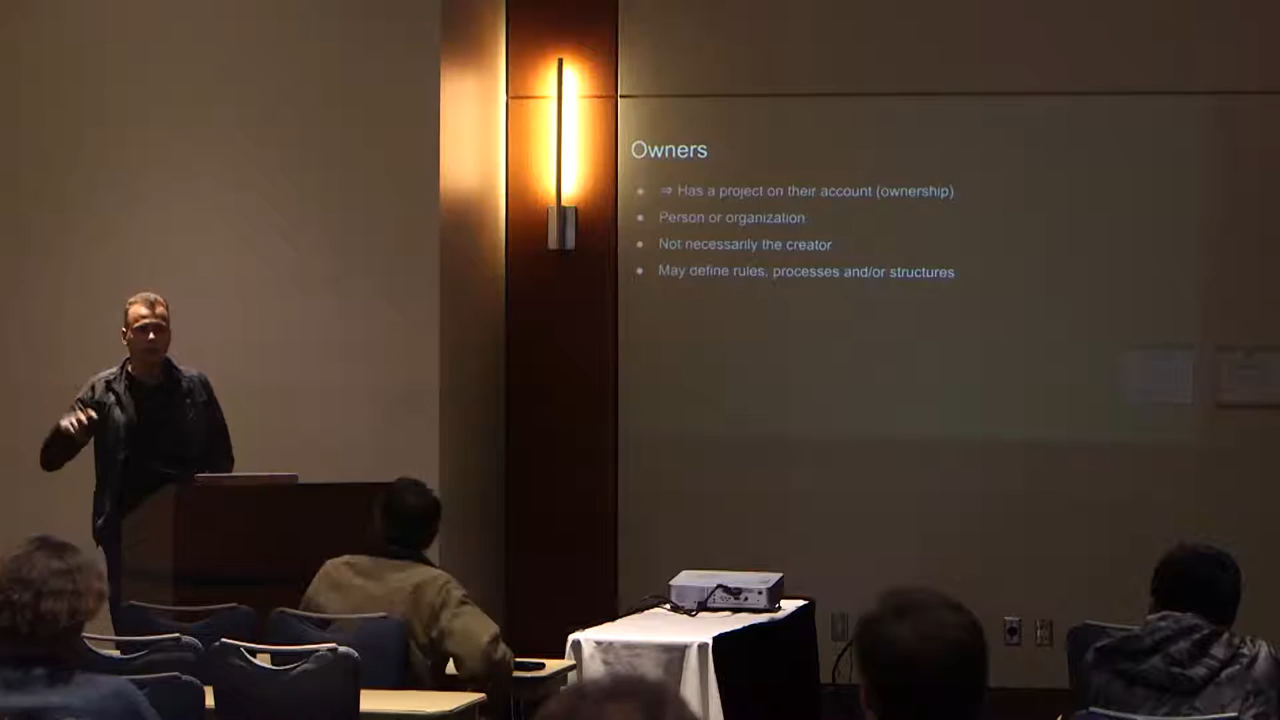 Owners
⇒ Has a project on their account (ownership)
Person or organization
Not necessarily the creator
May define rules, processes and/or structures